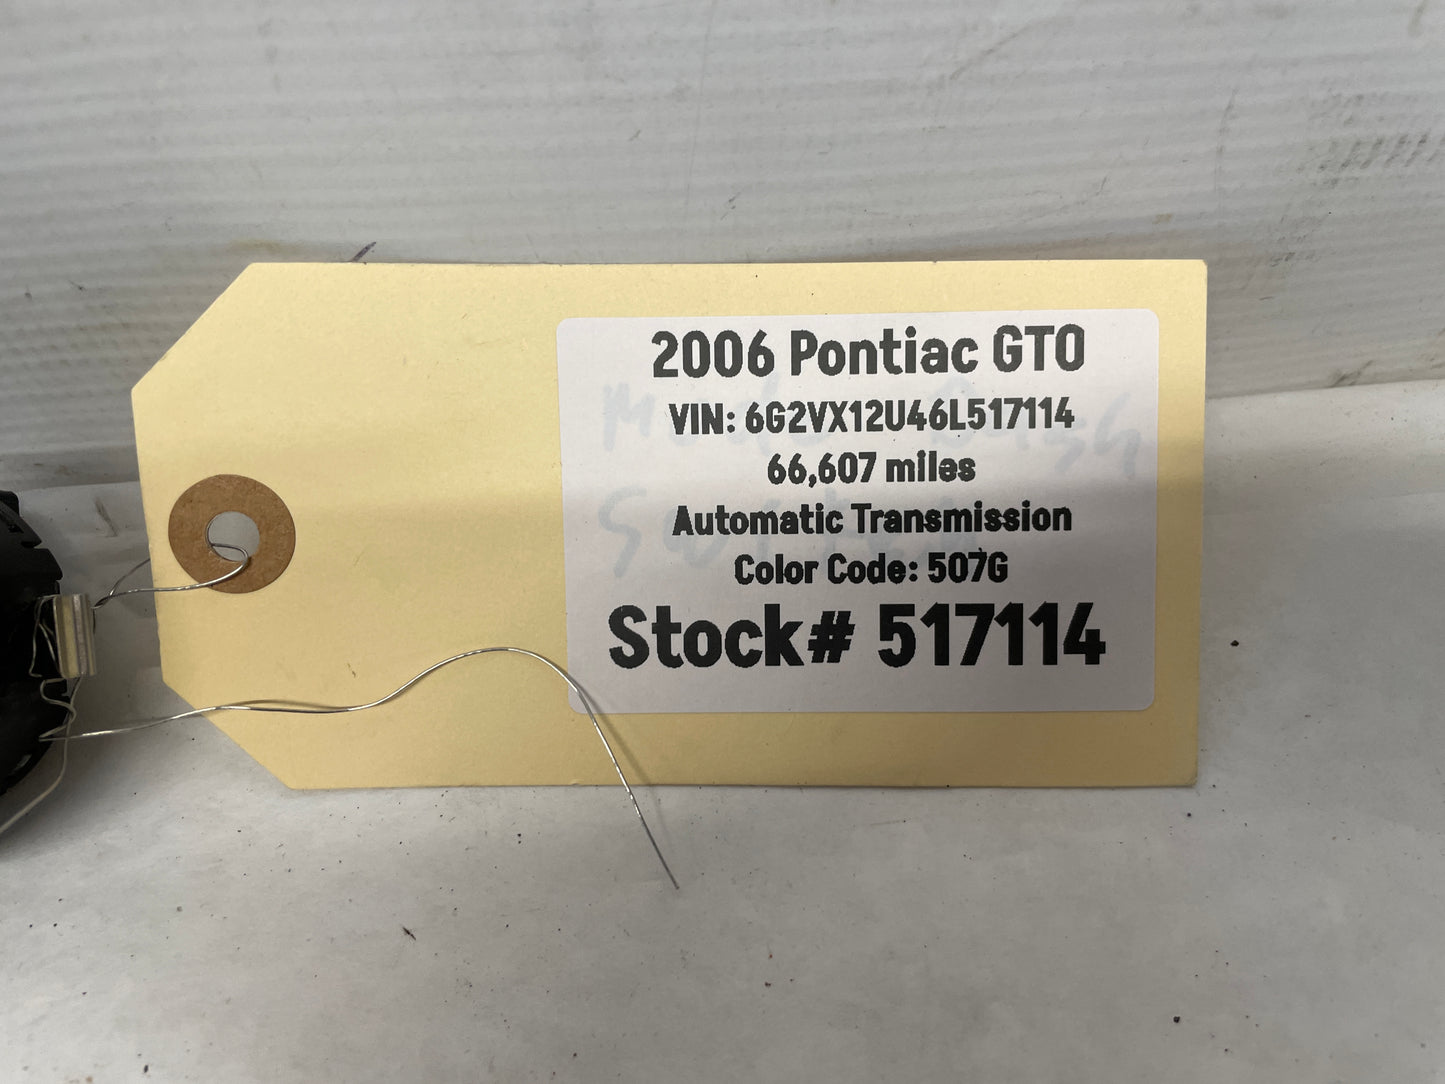 2006 Pontiac GTO
VIN: 6G2VX12U46L517114
66,607 miles
Automatic Transmission
Color Code: 507G
Stock# 517114